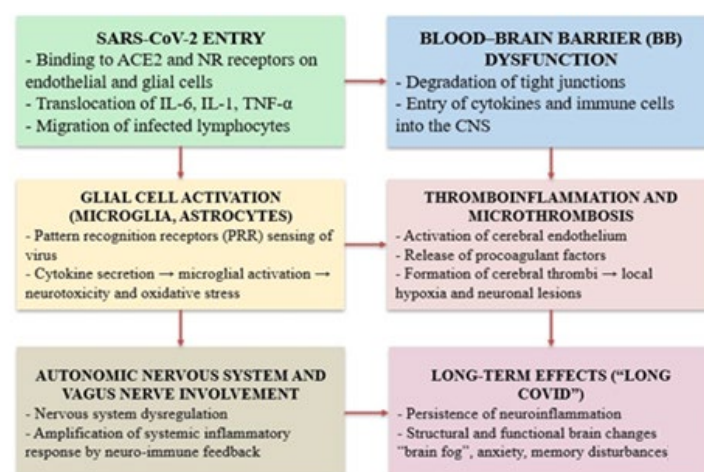 SARS-CoV-2 ENTRY
- Binding to ACE2 and NR receptors on
endothelial and glial cells
- Translocation of IL-6, IL-1, TNF-α
- Migration of infected lymphocytes
BLOOD–BRAIN BARRIER (BB)
DYSFUNCTION
- Degradation of tight junctions
- Entry of cytokines and immune cells
into the CNS
GLIAL CELL ACTIVATION
(MICROGLIA, ASTROCYTES)
- Pattern recognition receptors (PRR) sensing of
virus
- Cytokine secretion → microglial activation →
neurotoxicity and oxidative stress
THROMBOINFLAMMATION AND
MICROTHROMBOSIS
- Activation of cerebral endothelium
- Release of procoagulant factors
- Formation of cerebral thrombi → local
hypoxia and neuronal lesions
AUTONOMIC NERVOUS SYSTEM AND
VAGUS NERVE INVOLVEMENT
- Nervous system dysregulation
- Amplification of systemic inflammatory
response by neuro-immune feedback
LONG-TERM EFFECTS (“LONG
COVID”)
- Persistence of neuroinflammation
- Structural and functional brain changes
"brain fog", anxiety, memory disturbances